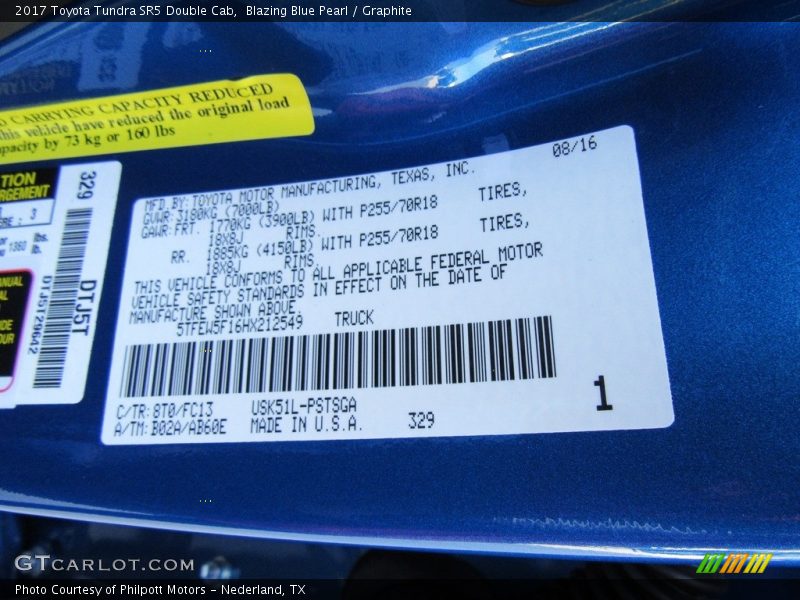 2017 Toyota Tundra SR5 Double Cab,  Blazing Blue Pearl / Graphite
CARRYING CAPACITY REDUCED
this vehicle have reduced the original load
capacity by 73 kg or 160 lbs
TION
329
3
lbs.
lb.
DTJ5T
DTJ5T29642
08/16
MFD.BY:TOYOTA MOTOR MANUFACTURING, TEXAS, INC.
GVWR:3180KG (7000LB)
GAWR:FRT. 1770KG (3900LB) WITH P255/70R18 TIRES,
18X8J RIMS.
RR. 1885KG (4150LB) WITH P255/70R18 TIRES,
18X8J RIMS.
THIS VEHICLE CONFORMS TO ALL APPLICABLE FEDERAL MOTOR
VEHICLE SAFETY STANDARDS IN EFFECT ON THE DATE OF
MANUFACTURE SHOWN ABOVE.
5TFEW5F16HX212549 TRUCK
C/TR:8T0/FC13 USK51L-PSTSGA
A/TM:B02A/AB60E MADE IN U.S.A. 329
1
GTCARLOT.COM
Photo Courtesy of Philpott Motors - Nederland, TX